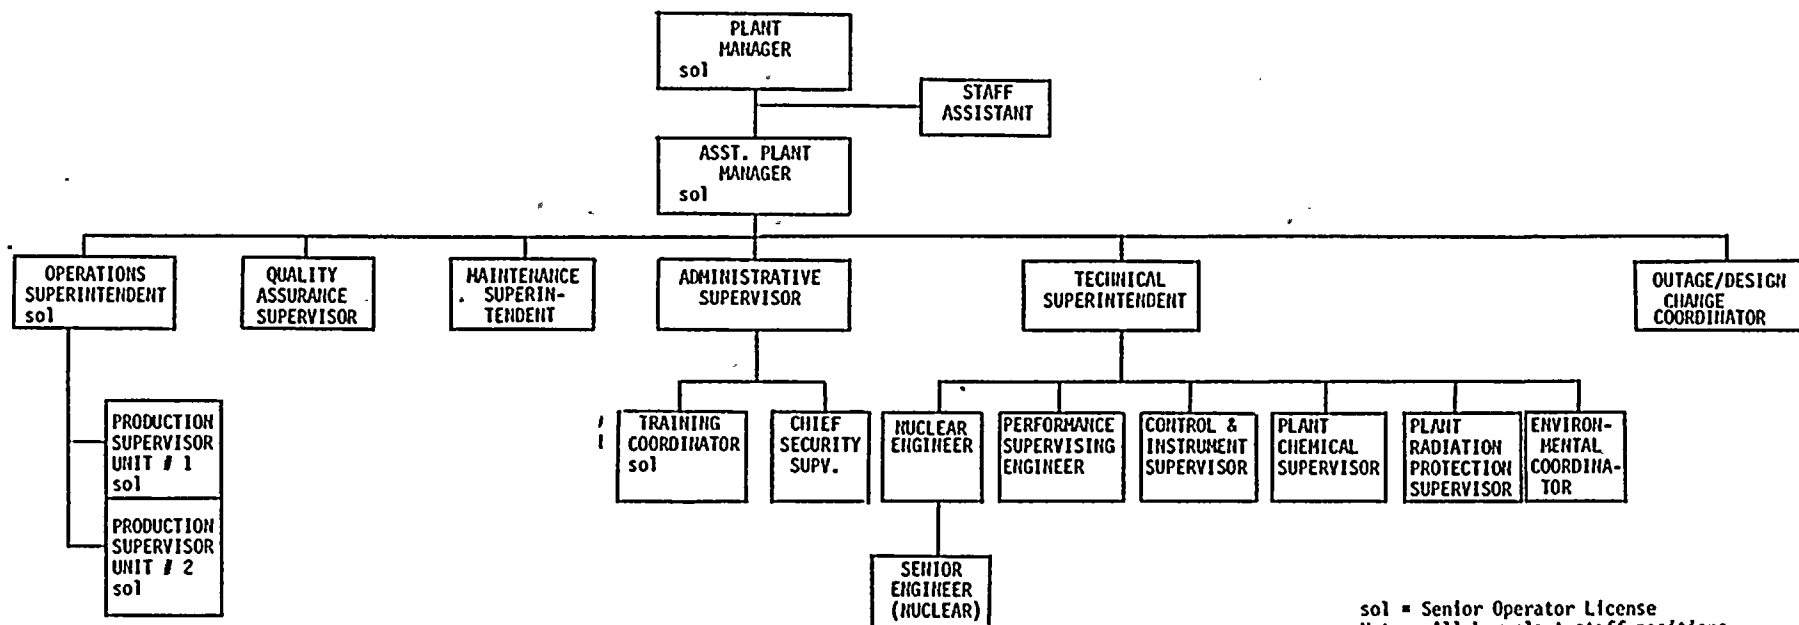 PLANT
MANAGER
sol
STAFF
ASSISTANT
ASST. PLANT
MANAGER
sol
OPERATIONS
SUPERINTENDENT
sol
QUALITY
ASSURANCE
SUPERVISOR
MAINTENANCE
SUPERIN-
TENDENT
ADMINISTRATIVE
SUPERVISOR
TECHNICAL
SUPERINTENDENT
OUTAGE/DESIGN
CHANGE
COORDINATOR
PRODUCTION
SUPERVISOR
UNIT # 1
sol
PRODUCTION
SUPERVISOR
UNIT # 2
sol
TRAINING
COORDINATOR
sol
CHIEF
SECURITY
SUPV.
NUCLEAR
ENGINEER
PERFORMANCE
SUPERVISING
ENGINEER
CONTROL &
INSTRUMENT
SUPERVISOR
PLANT
CHEMICAL
SUPERVISOR
PLANT
RADIATION
PROTECTION
SUPERVISOR
ENVIRON-
MENTAL
COORDINA-
TOR
SENIOR
ENGINEER
(NUCLEAR)
sol = Senior Operator License